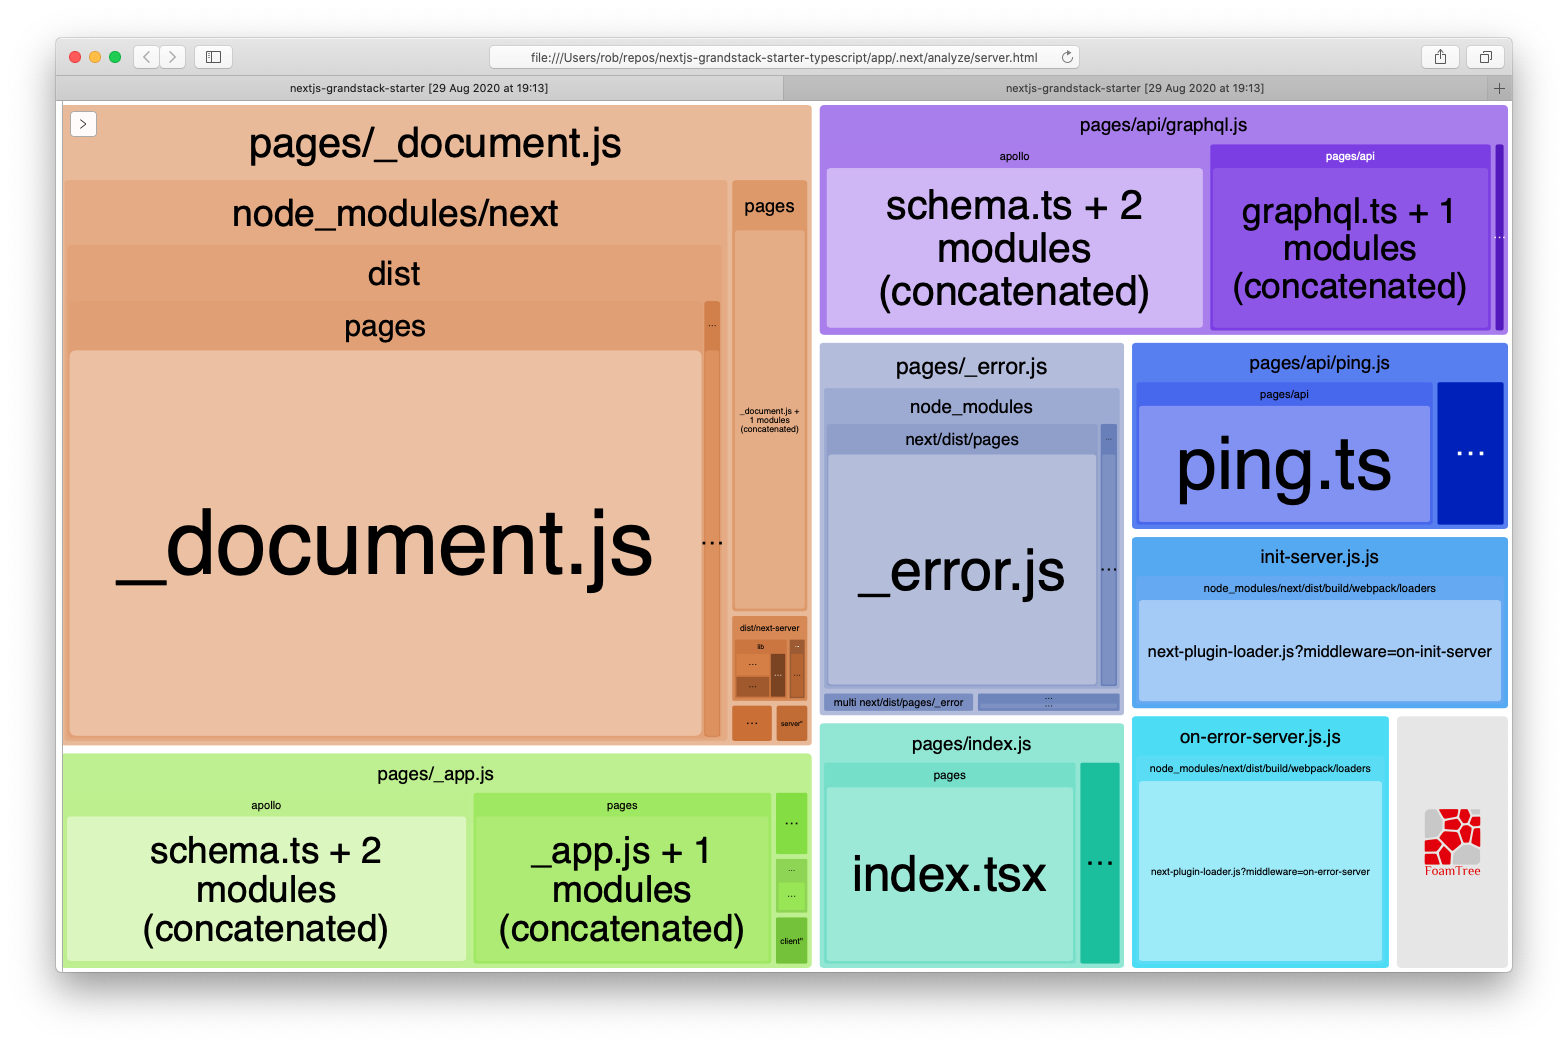 file:///Users/rob/repos/nextjs-grandstack-starter-typescript/app/.next/analyze/server.html
nextjs-grandstack-starter [29 Aug 2020 at 19:13]
nextjs-grandstack-starter [29 Aug 2020 at 19:13]
pages/_document.js
node_modules/next
dist
pages
...
_document.js
...
pages
_document.js +
1 modules
(concatenated)
dist/next-server
lib
...
...
...
...
...
...
server"
pages/_app.js
apollo
schema.ts + 2
modules
(concatenated)
pages
_app.js + 1
modules
(concatenated)
...
...
...
client"
pages/api/graphql.js
apollo
schema.ts + 2
modules
(concatenated)
pages/api
graphql.ts + 1
modules
(concatenated)
...
pages/_error.js
node_modules
next/dist/pages
...
_error.js
...
multi next/dist/pages/_error
...
...
pages/api/ping.js
pages/api
ping.ts
...
init-server.js.js
node_modules/next/dist/build/webpack/loaders
next-plugin-loader.js?middleware=on-init-server
pages/index.js
pages
index.tsx
...
on-error-server.js.js
node_modules/next/dist/build/webpack/loaders
next-plugin-loader.js?middleware=on-error-server
FoamTree